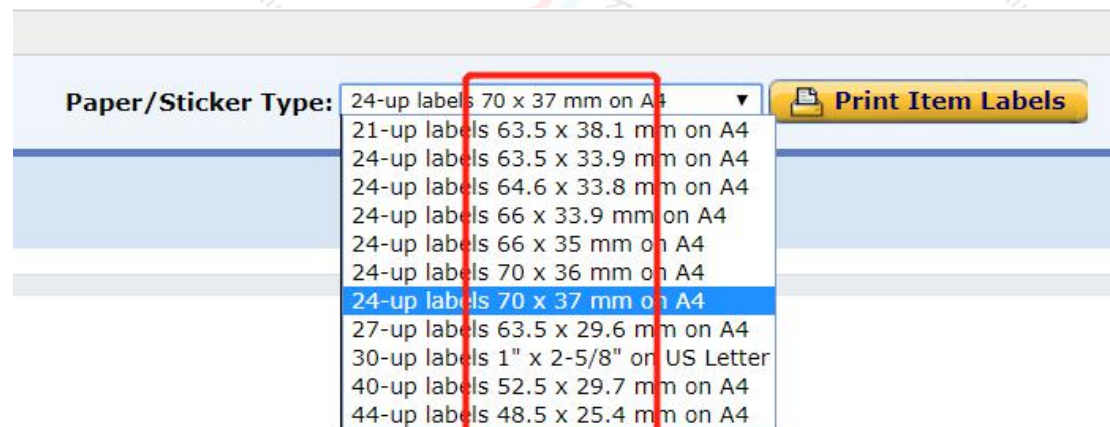 Paper/Sticker Type: 24-up labels 70 x 37 mm on A4 Print Item Labels
21-up labels 63.5 x 38.1 mm on A4
24-up labels 63.5 x 33.9 mm on A4
24-up labels 64.6 x 33.8 mm on A4
24-up labels 66 x 33.9 mm on A4
24-up labels 66 x 35 mm on A4
24-up labels 70 x 36 mm on A4
24-up labels 70 x 37 mm on A4
27-up labels 63.5 x 29.6 mm on A4
30-up labels 1" x 2-5/8" on US Letter
40-up labels 52.5 x 29.7 mm on A4
44-up labels 48.5 x 25.4 mm on A4